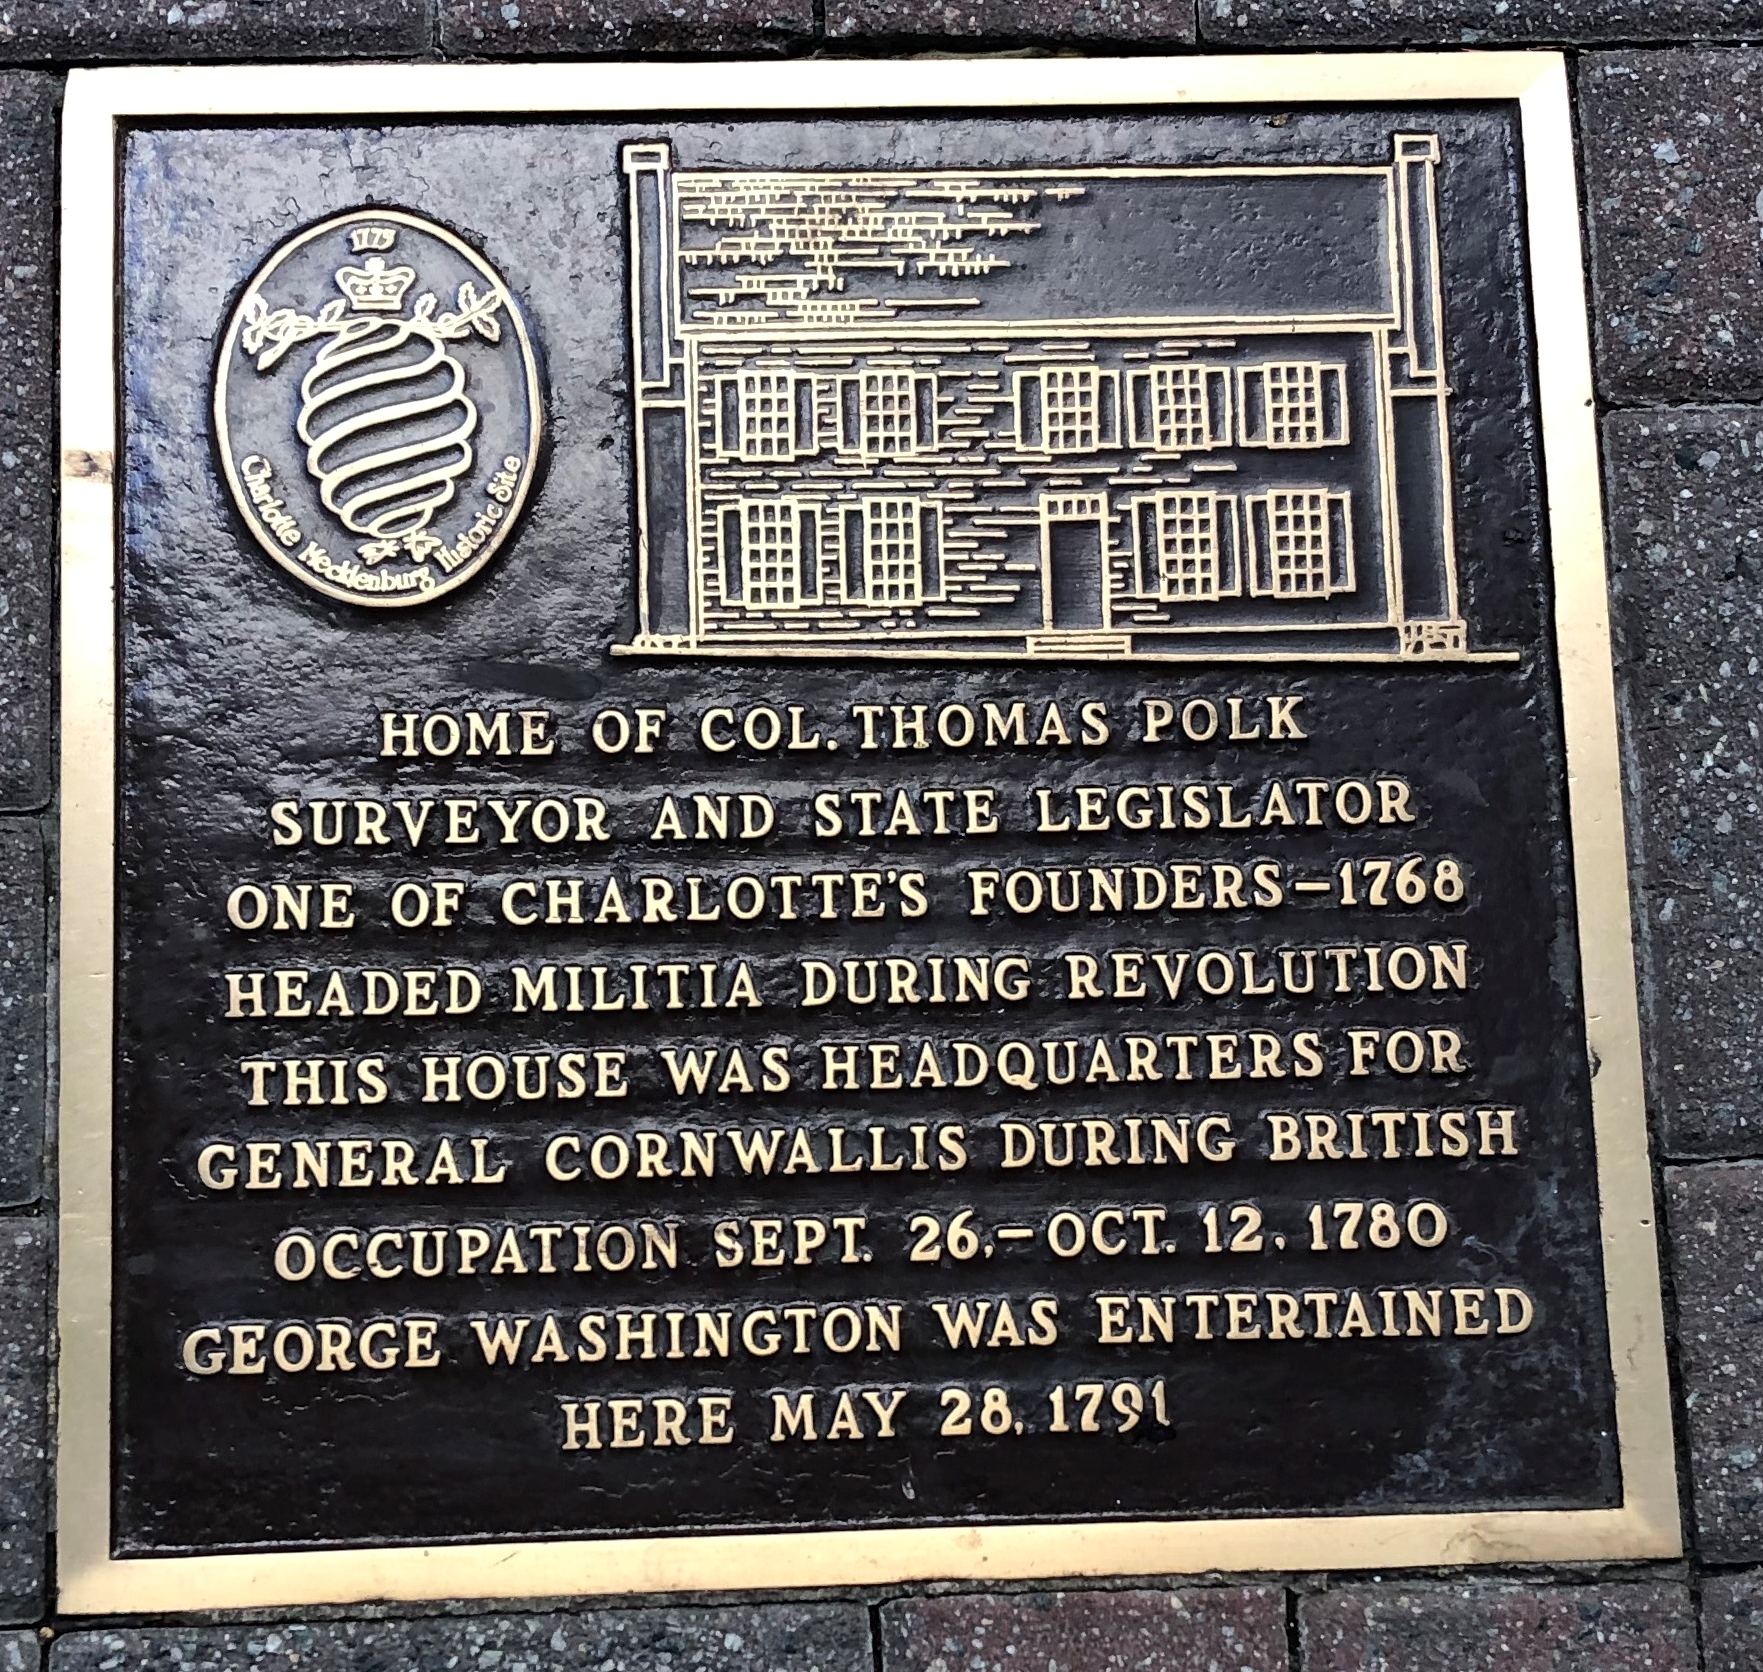 1775
Charlotte Mecklenburg Historic Site
HOME OF COL. THOMAS POLK
SURVEYOR AND STATE LEGISLATOR
ONE OF CHARLOTTE'S FOUNDERS–1768
HEADED MILITIA DURING REVOLUTION
THIS HOUSE WAS HEADQUARTERS FOR
GENERAL CORNWALLIS DURING BRITISH
OCCUPATION SEPT. 26,–OCT. 12, 1780
GEORGE WASHINGTON WAS ENTERTAINED
HERE MAY 28, 1791